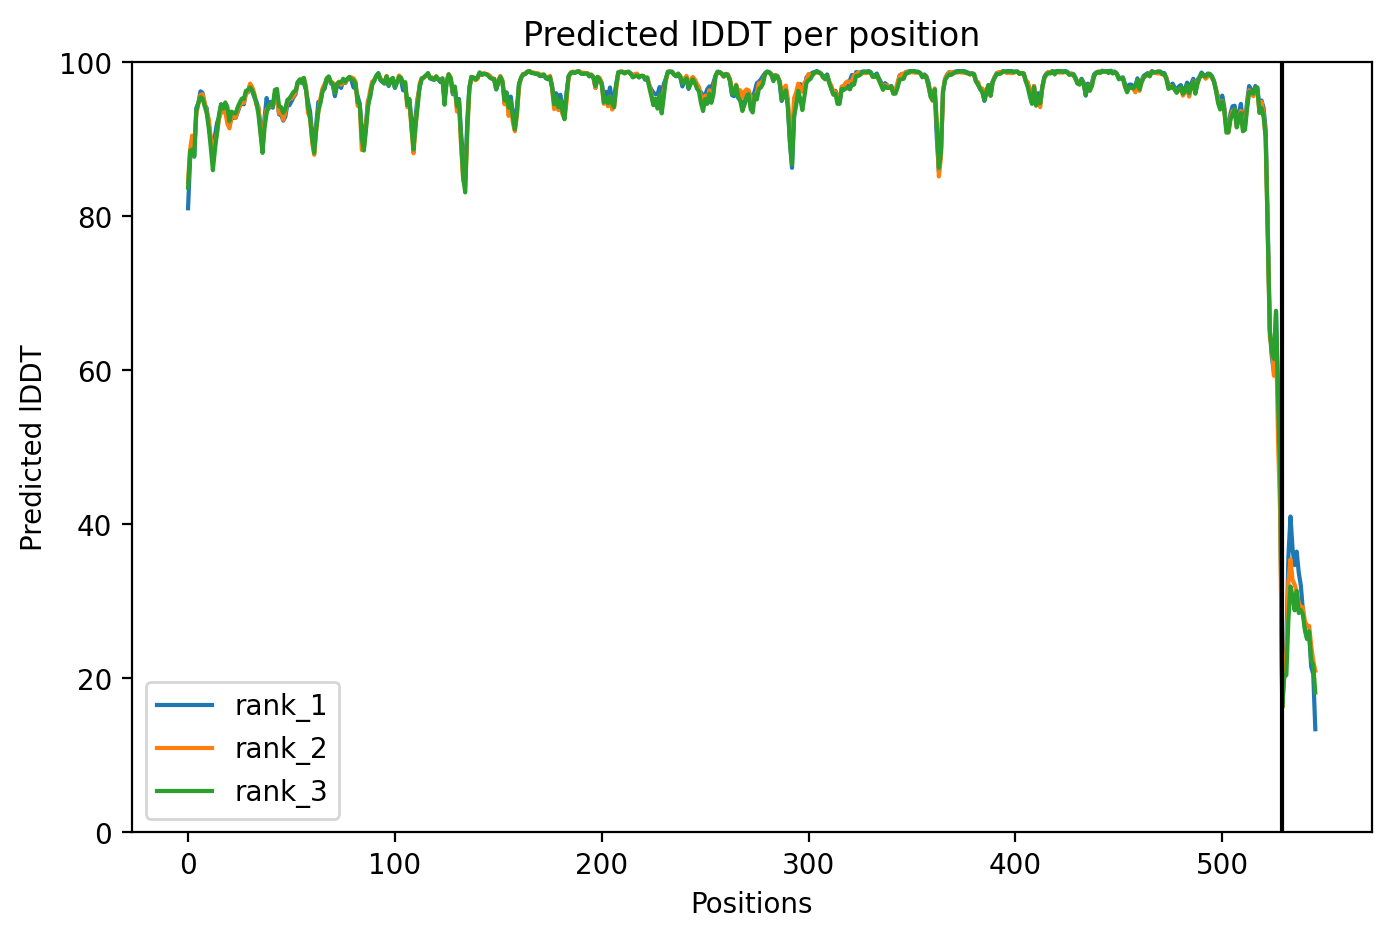 Predicted lDDT per position
Predicted lDDT
100
80
60
40
20
0
rank_1
rank_2
rank_3
0 100 200 300 400 500
Positions